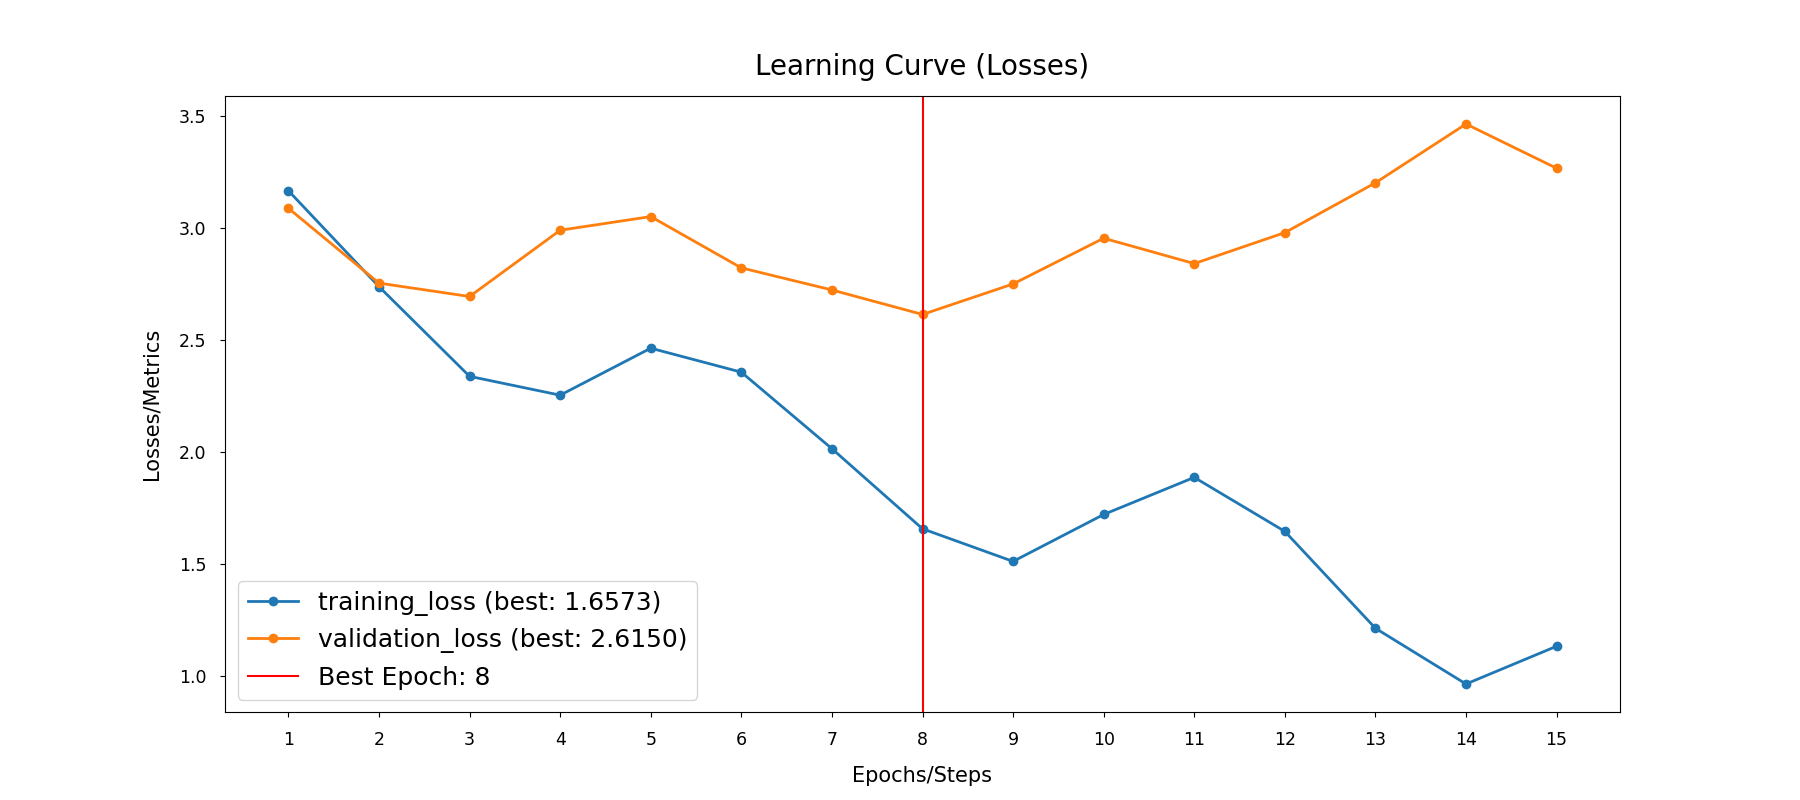 Learning Curve (Losses)
Losses/Metrics
3.5
3.0
2.5
2.0
1.5
1.0
training_loss (best: 1.6573)
validation_loss (best: 2.6150)
Best Epoch: 8
1 2 3 4 5 6 7 8 9 10 11 12 13 14 15
Epochs/Steps